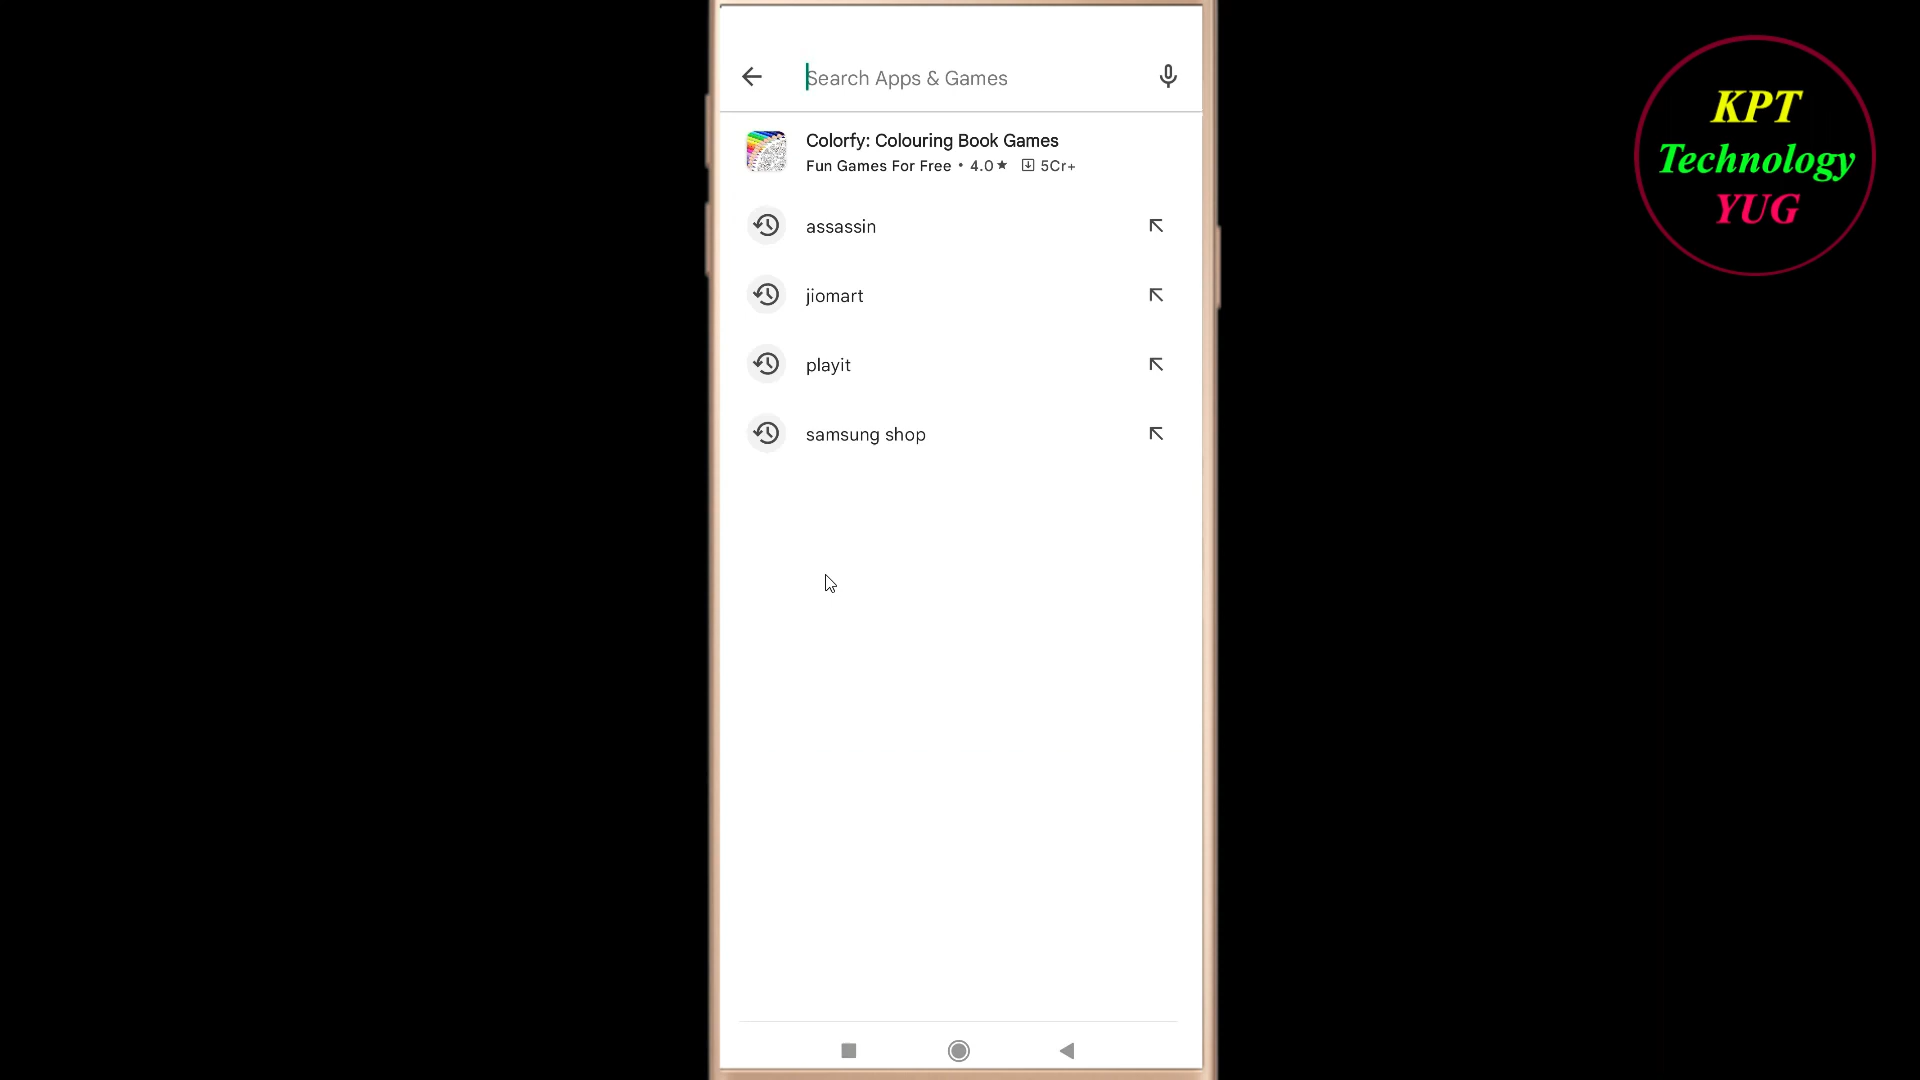 Search Apps & Games
Colorfy: Colouring Book Games
Fun Games For Free • 4.0★ 5Cr+
assassin
jiomart
playit
samsung shop
KPT
Technology
YUG